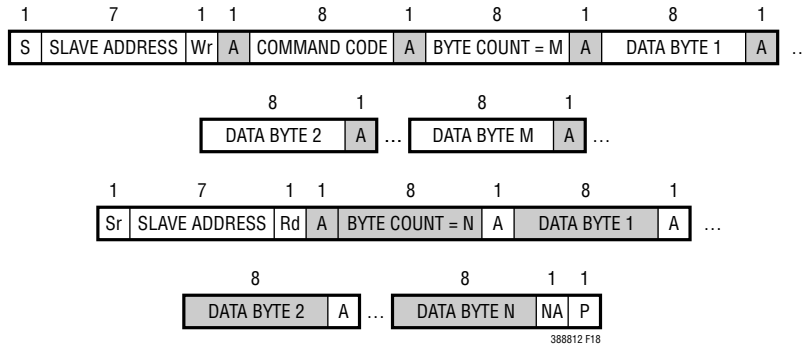 1 7 1 1 8 1 8 1 8 1
S SLAVE ADDRESS Wr A COMMAND CODE A BYTE COUNT = M A DATA BYTE 1 A …
8 1 8 1
DATA BYTE 2 A … DATA BYTE M A …
1 7 1 1 8 1 8 1
Sr SLAVE ADDRESS Rd A BYTE COUNT = N A DATA BYTE 1 A …
8 8 1 1
DATA BYTE 2 A … DATA BYTE N NA P
388812 F18